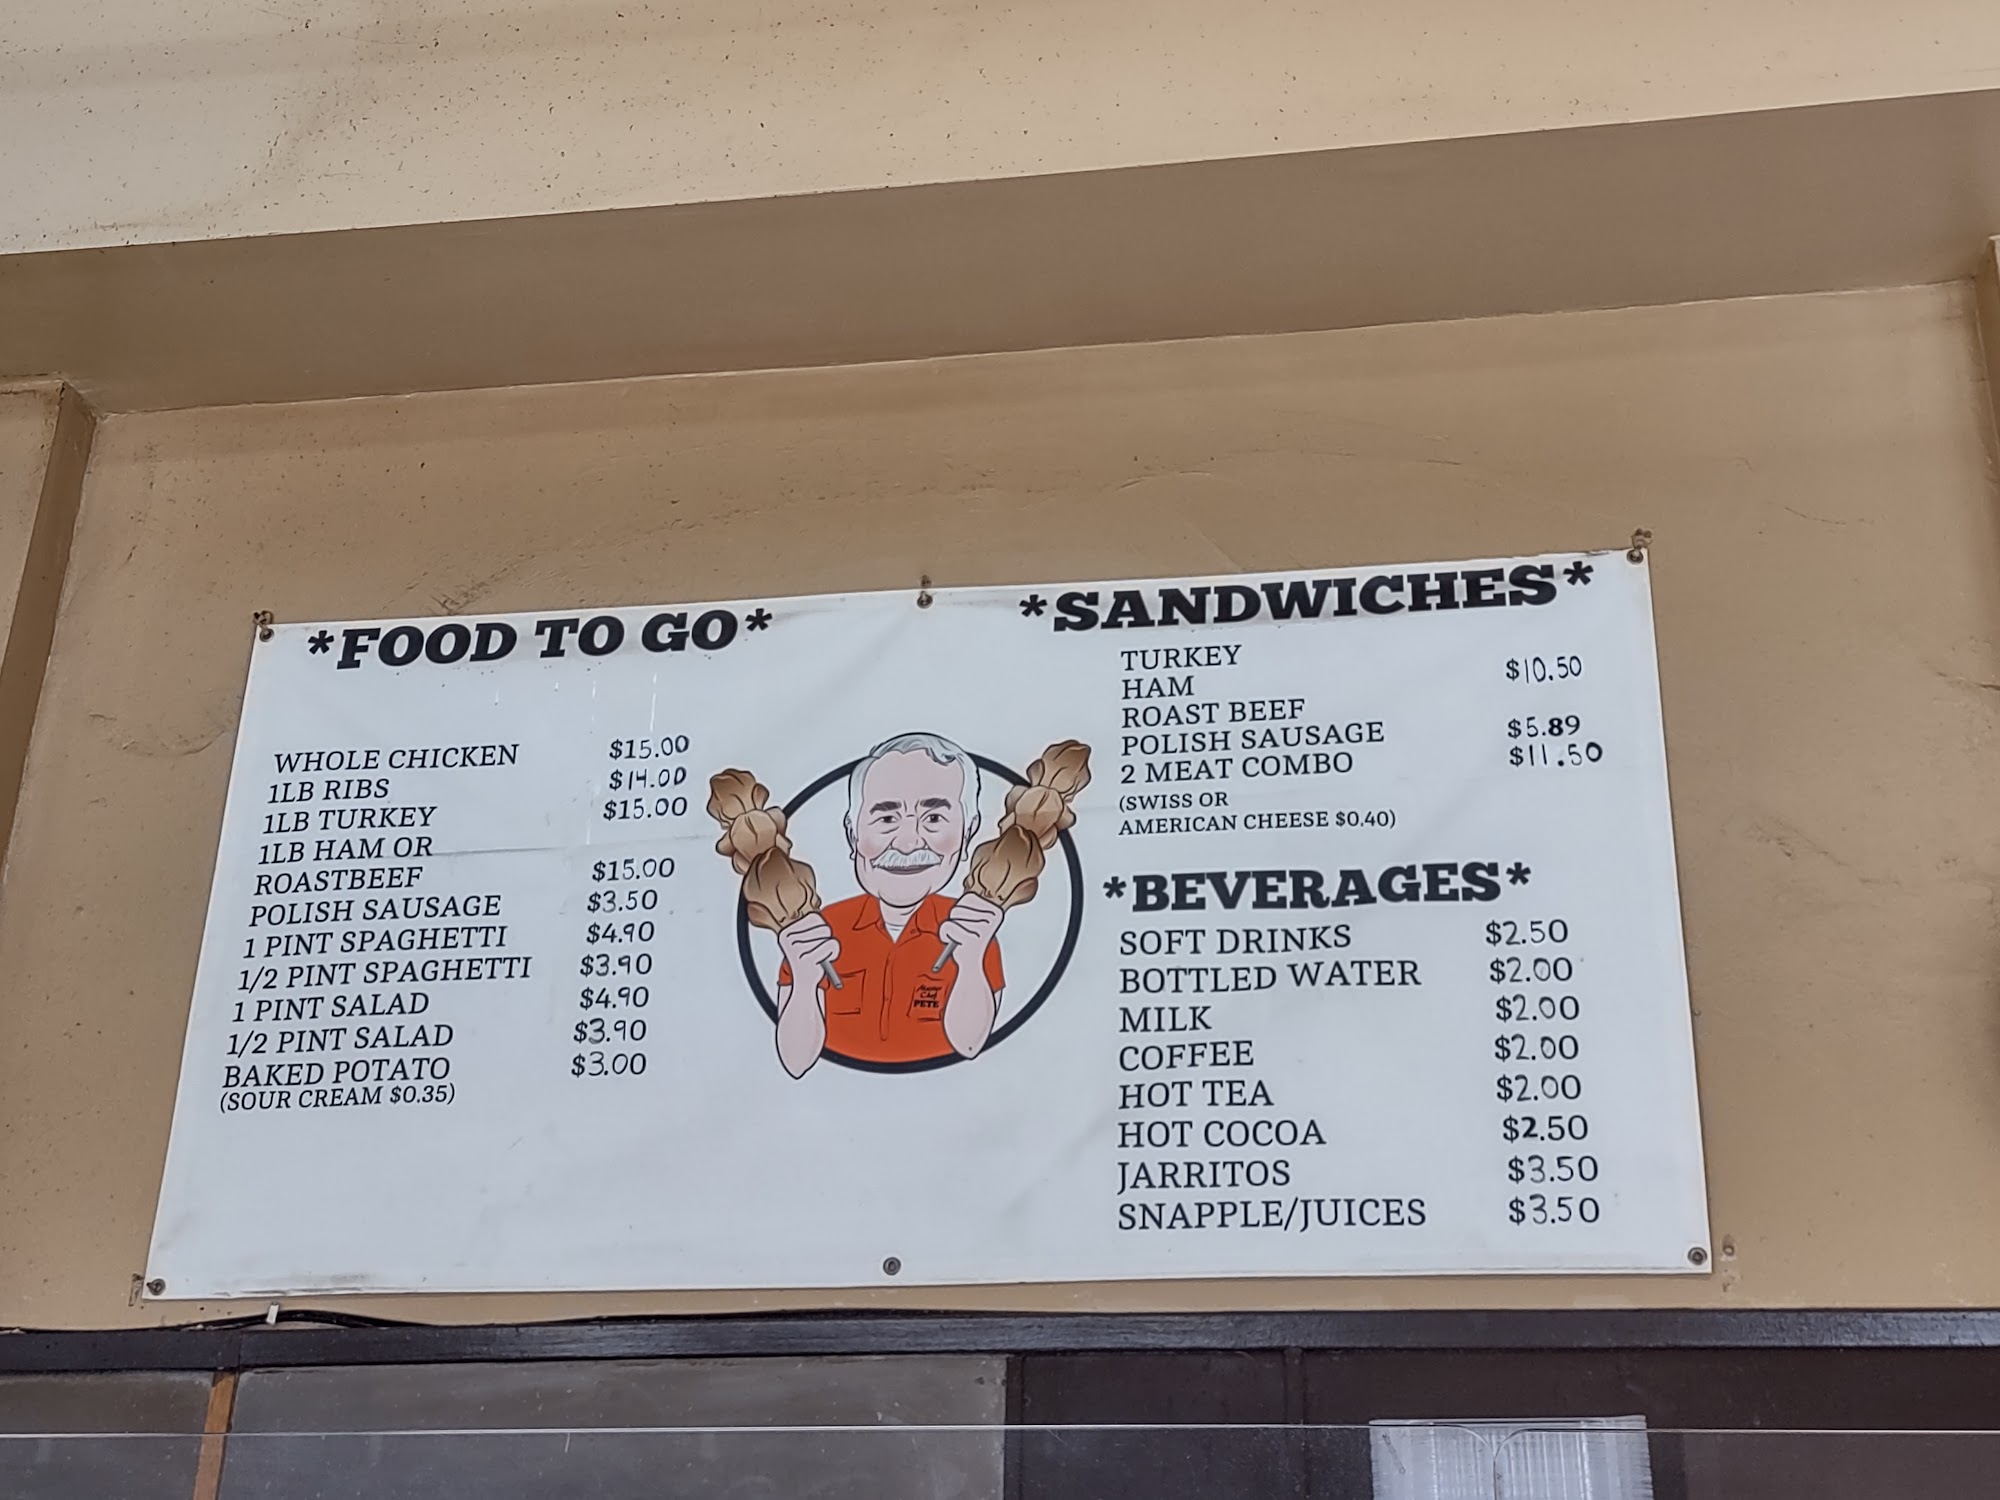 *FOOD TO GO*
WHOLE CHICKEN $15.00
1LB RIBS $14.00
1LB TURKEY $15.00
1LB HAM OR
ROASTBEEF $15.00
POLISH SAUSAGE $3.50
1 PINT SPAGHETTI $4.90
1/2 PINT SPAGHETTI $3.90
1 PINT SALAD $4.90
1/2 PINT SALAD $3.90
BAKED POTATO $3.00
(SOUR CREAM $0.35)
Master
Chef
PETE
*SANDWICHES*
TURKEY
HAM $10.50
ROAST BEEF
POLISH SAUSAGE $5.89
2 MEAT COMBO $11.50
(SWISS OR
AMERICAN CHEESE $0.40)
*BEVERAGES*
SOFT DRINKS $2.50
BOTTLED WATER $2.00
MILK $2.00
COFFEE $2.00
HOT TEA $2.00
HOT COCOA $2.50
JARRITOS $3.50
SNAPPLE/JUICES $3.50